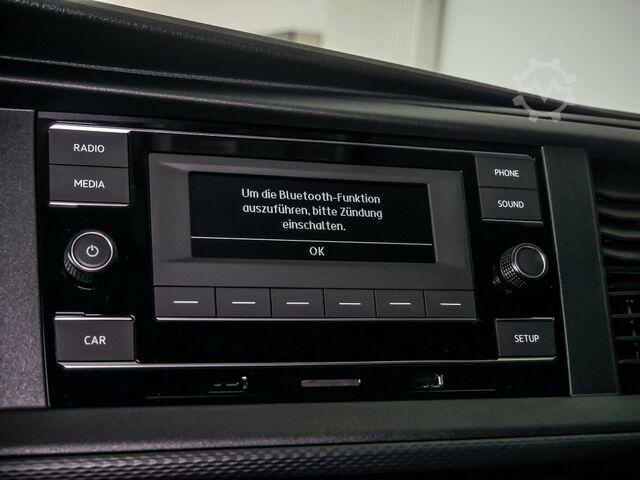 RADIO
MEDIA
PHONE
SOUND
Um die Bluetooth-Funktion
auszuführen, bitte Zündung
einschalten.
OK
CAR
SETUP